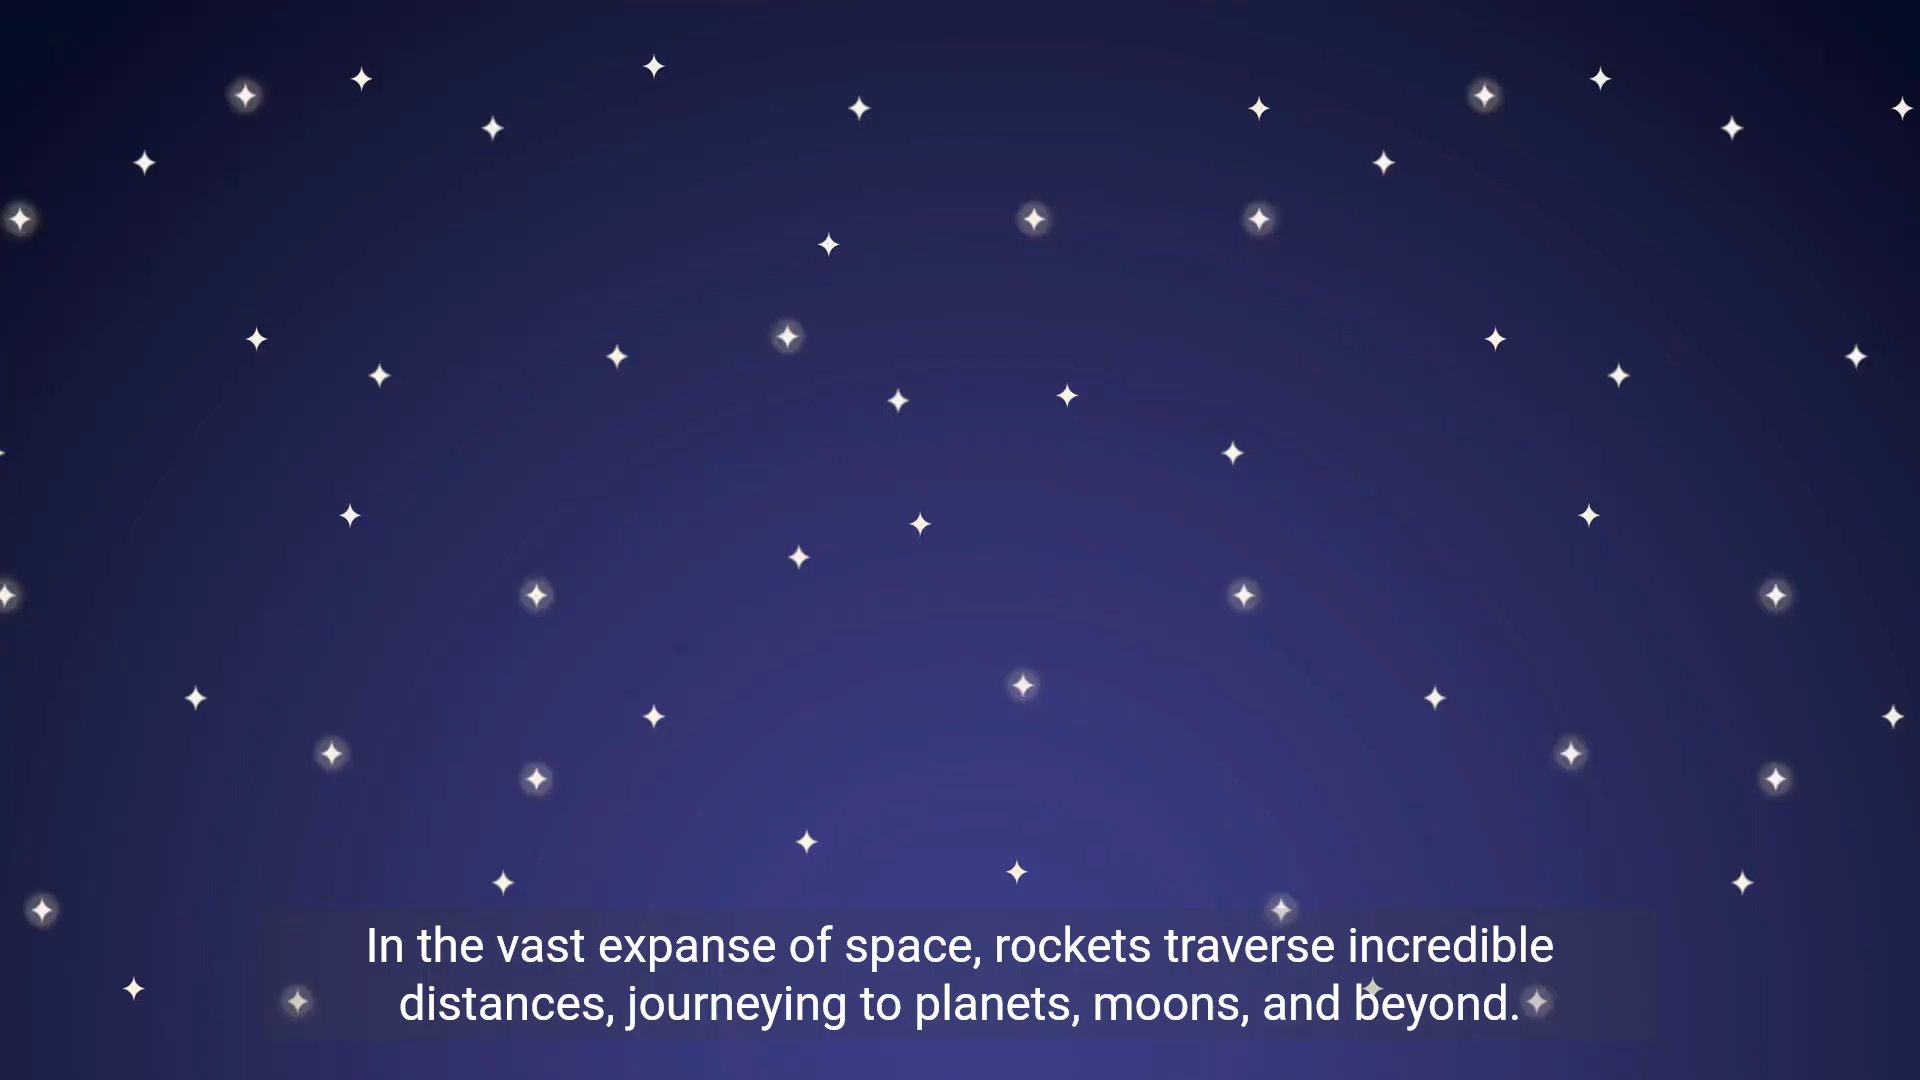 In the vast expanse of space, rockets traverse incredible
distances, journeying to planets, moons, and beyond.